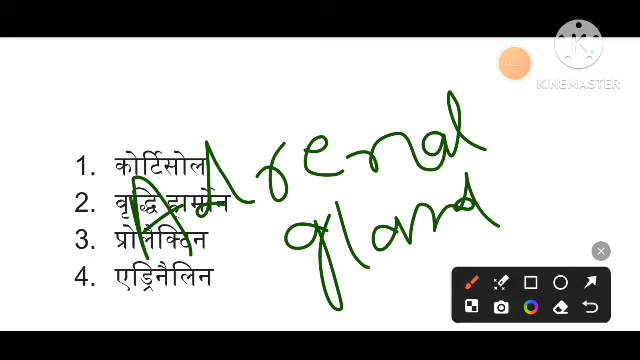 KINEMASTER
1. कोर्टिसोल
2. वृद्धि हार्मोन
3. प्रोलैक्टिन
4. एड्रिनैलिन
Adrenal
gland